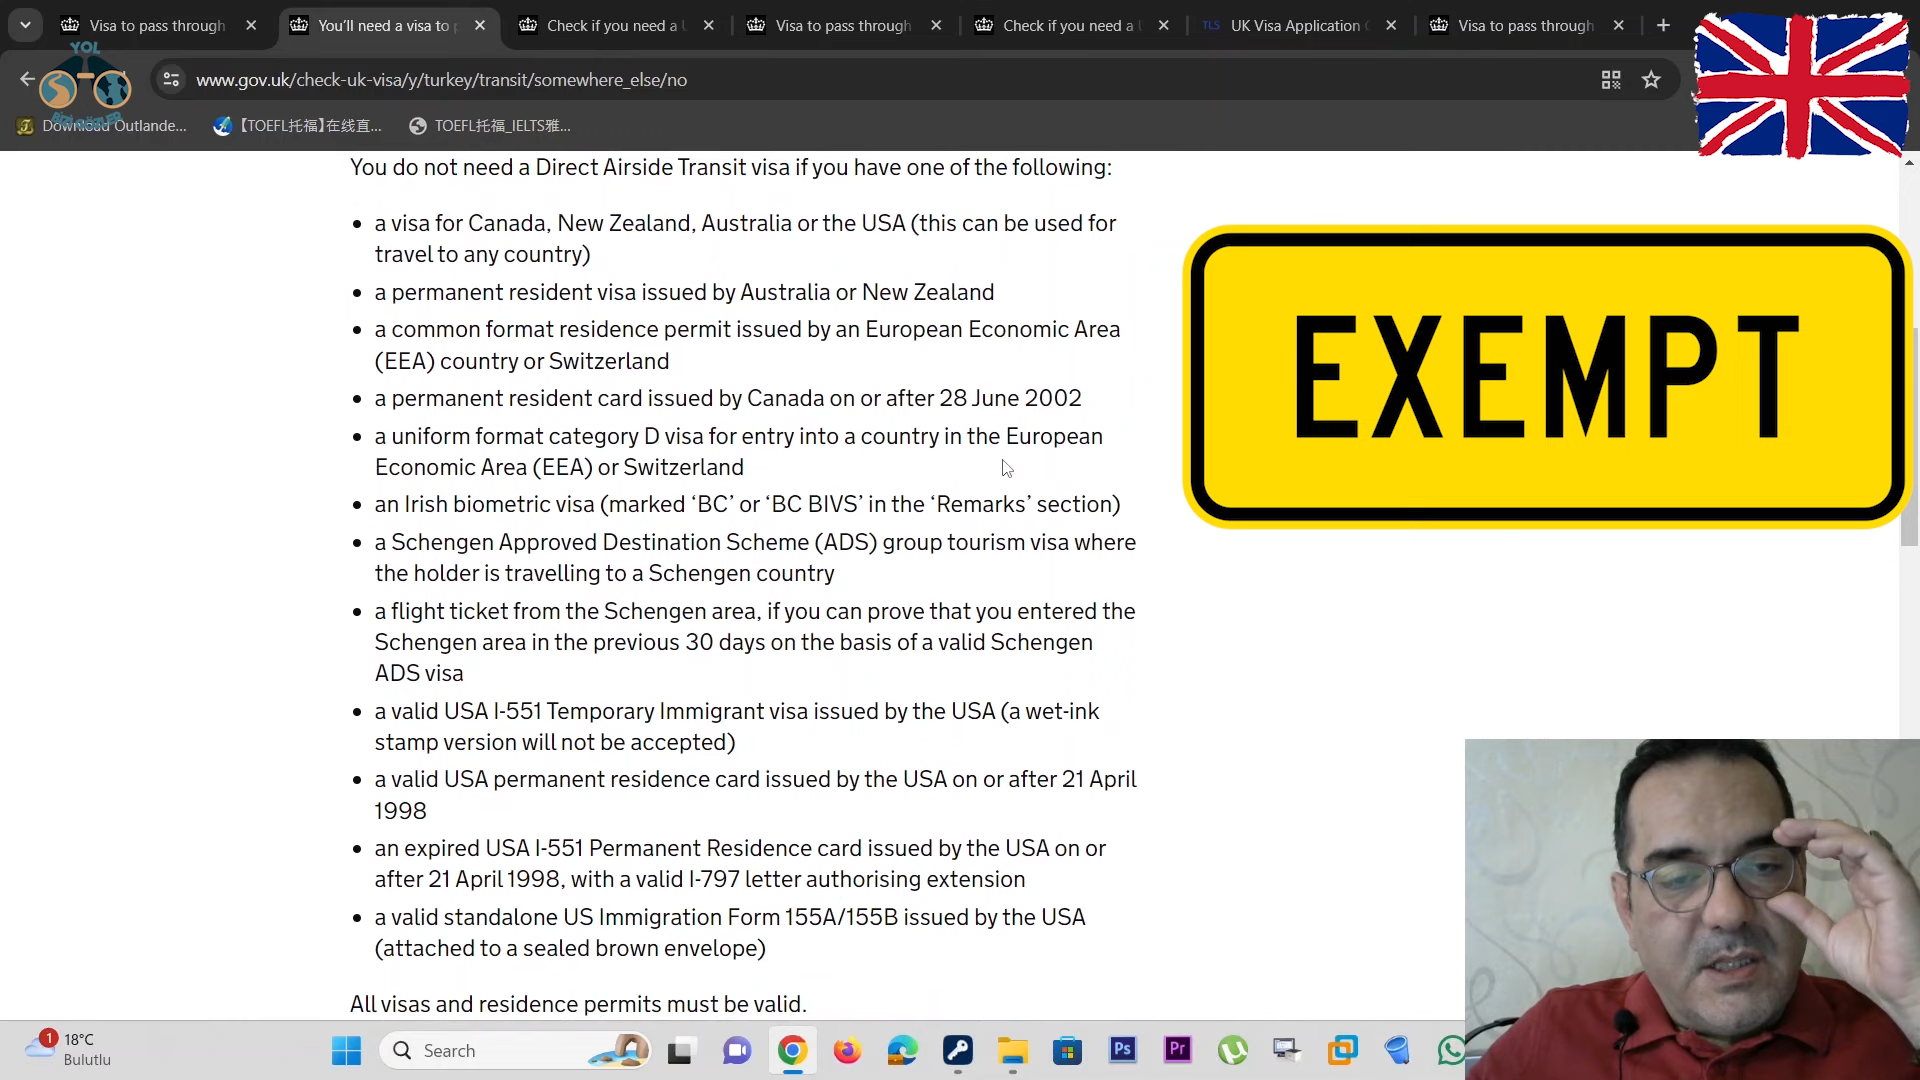 Visa to pass through
You'll need a visa to p
Check if you need a U
Visa to pass through
Check if you need a U
TLS
UK Visa Application C
Visa to pass through
YOL
www.gov.uk/check-uk-visa/y/turkey/transit/somewhere_else/no
Download Outlande...
【TOEFL托福】在线直...
TOEFL托福_IELTS雅...
You do not need a Direct Airside Transit visa if you have one of the following:
a visa for Canada, New Zealand, Australia or the USA (this can be used for
travel to any country)
a permanent resident visa issued by Australia or New Zealand
a common format residence permit issued by an European Economic Area
(EEA) country or Switzerland
a permanent resident card issued by Canada on or after 28 June 2002
a uniform format category D visa for entry into a country in the European
Economic Area (EEA) or Switzerland
an Irish biometric visa (marked ‘BC’ or ‘BC BIVS’ in the ‘Remarks’ section)
a Schengen Approved Destination Scheme (ADS) group tourism visa where
the holder is travelling to a Schengen country
a flight ticket from the Schengen area, if you can prove that you entered the
Schengen area in the previous 30 days on the basis of a valid Schengen
ADS visa
a valid USA I-551 Temporary Immigrant visa issued by the USA (a wet-ink
stamp version will not be accepted)
a valid USA permanent residence card issued by the USA on or after 21 April
1998
an expired USA I-551 Permanent Residence card issued by the USA on or
after 21 April 1998, with a valid I-797 letter authorising extension
a valid standalone US Immigration Form 155A/155B issued by the USA
(attached to a sealed brown envelope)
All visas and residence permits must be valid.
EXEMPT
1
18°C
Bulutlu
Search
Ps
Pr